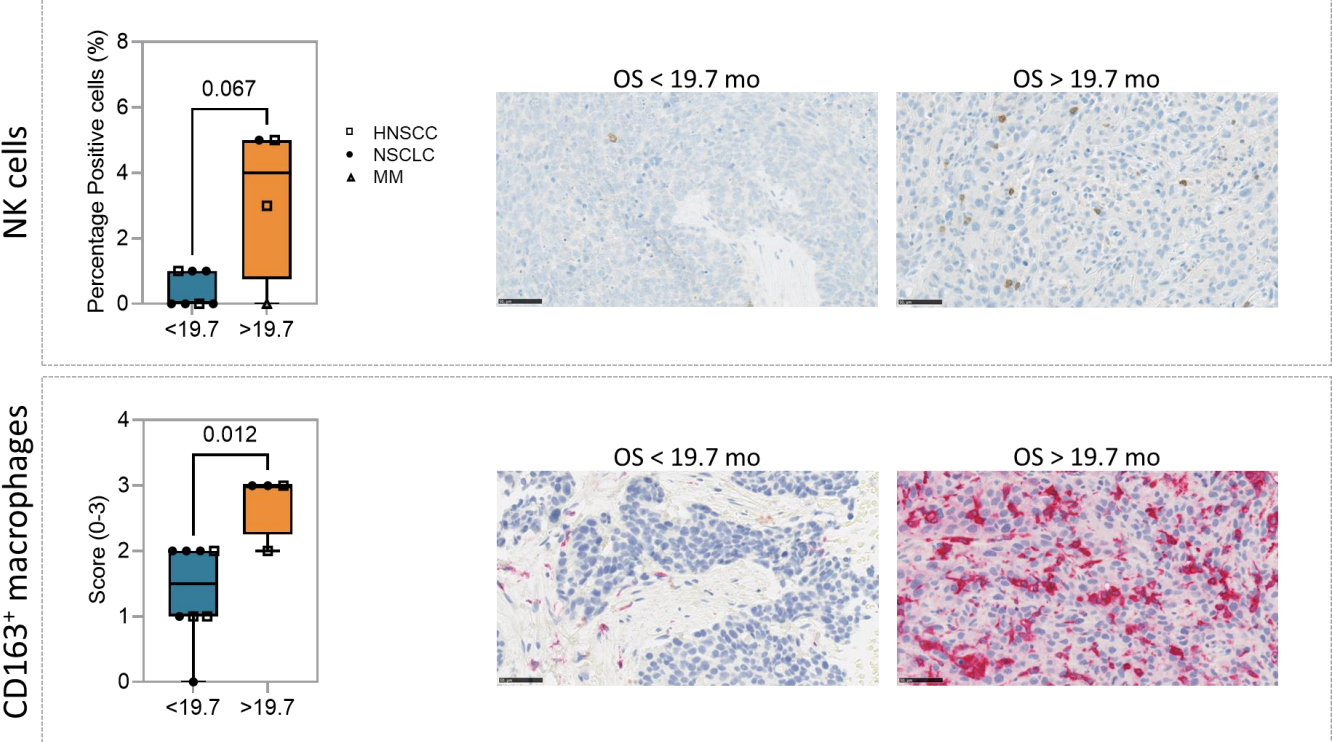 NK cells
Percentage Positive cells (%)
8
6
4
2
0
0.067
<19.7 >19.7
HNSCC
NSCLC
MM
OS < 19.7 mo
OS > 19.7 mo
CD163+ macrophages
Score (0-3)
4
3
2
1
0
0.012
<19.7 >19.7
OS < 19.7 mo
OS > 19.7 mo